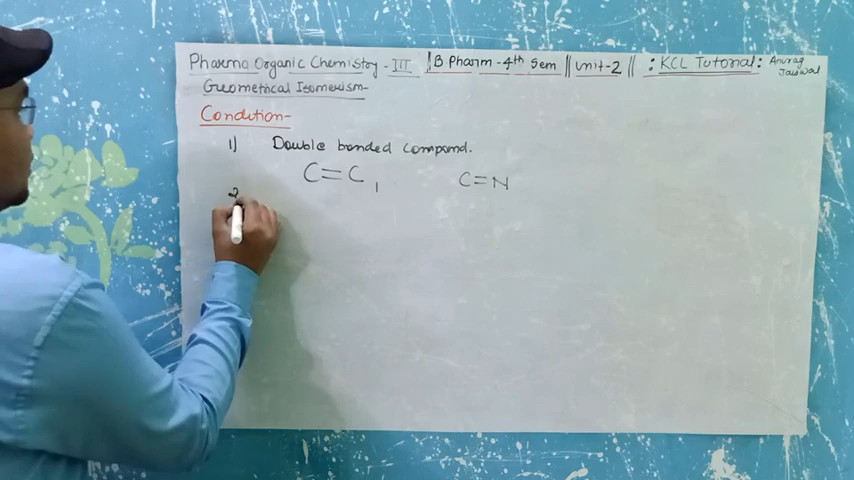 Pharma Organic Chemistry - III | B Pharm - 4th Sem || Unit-2 || : KCL Tutorial : Anurag Jaiswal
Geometrical Isomerism-
Condition-
1) Double bonded compound.
C=C , C=N
2